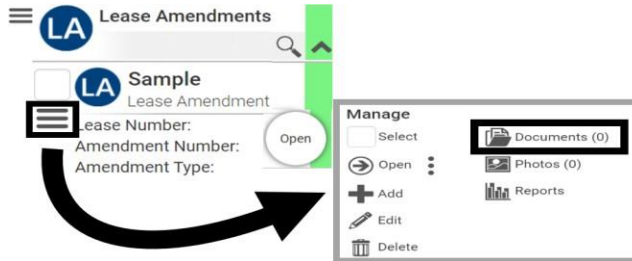 LA Lease Amendments
LA Sample
Lease Amendment
Lease Number:
Amendment Number:
Amendment Type:
Open
Manage
Select
Documents (0)
Open
Photos (0)
Add
Reports
Edit
Delete